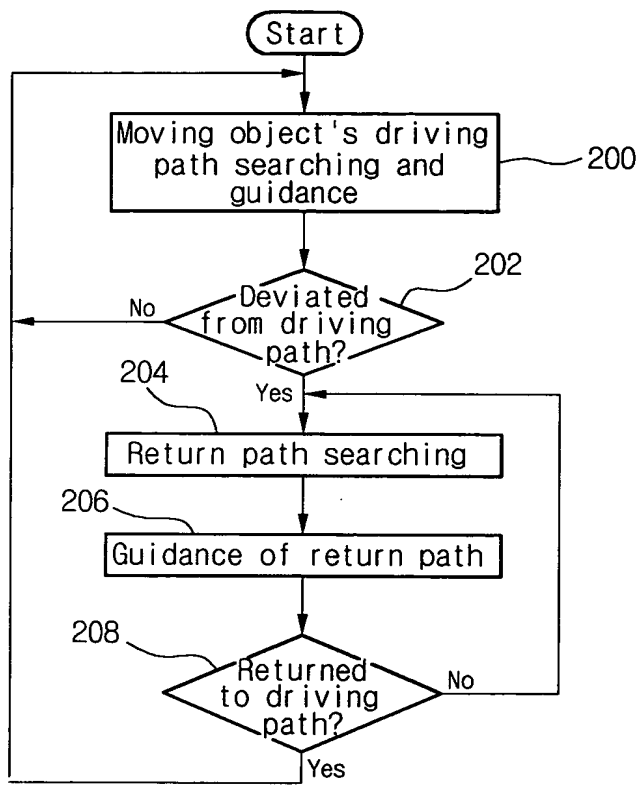 Start
Moving object's driving
path searching and
guidance
200
202
Deviated
from driving
path?
No
Yes
204
Return path searching
206
Guidance of return path
208
Returned
to driving
path?
No
Yes